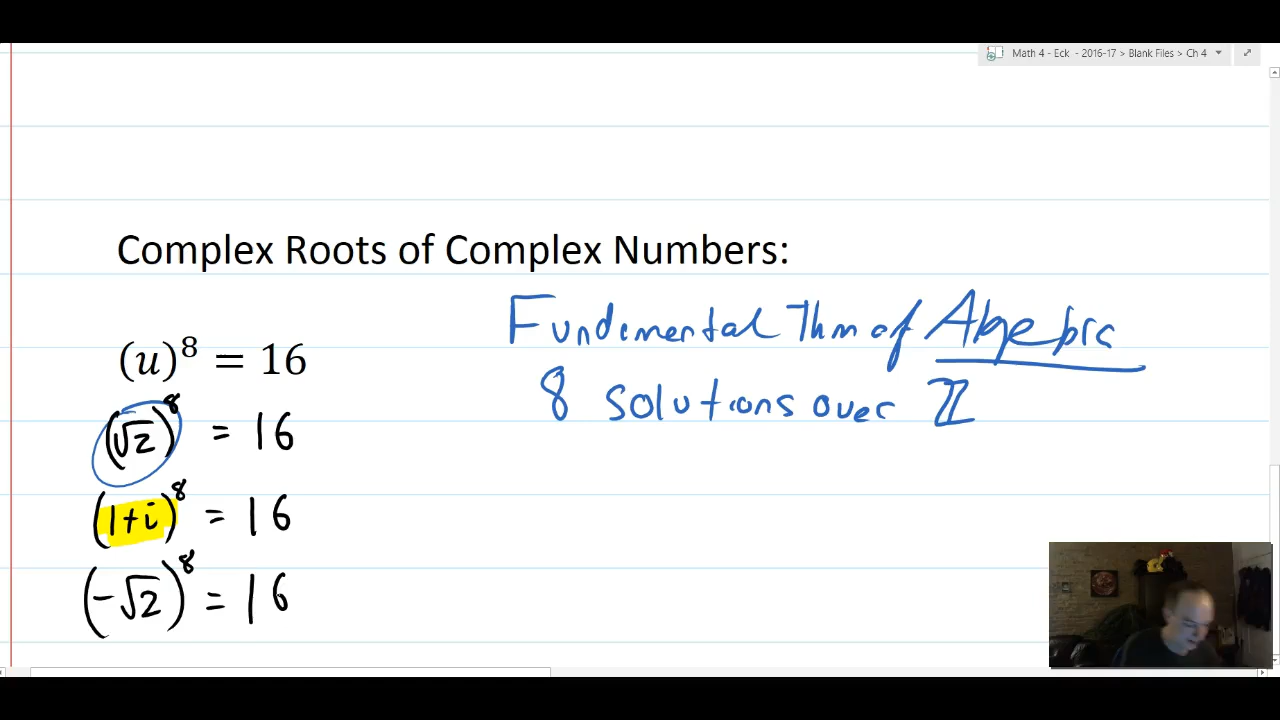 Math 4 - Eck - 2016-17 > Blank Files > Ch 4
Complex Roots of Complex Numbers:
Fundemental Thm of Algebra
(u)⁸ = 16
8 solutions over ℤ
(√2)⁸ = 16
(1+i)⁸ = 16
(-√2)⁸ = 16